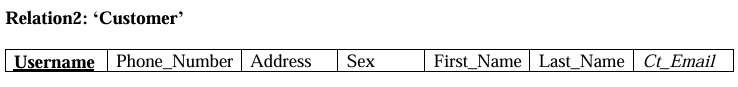 Relation2: ‘Customer’
Username Phone_Number Address Sex First_Name Last_Name Ct_Email